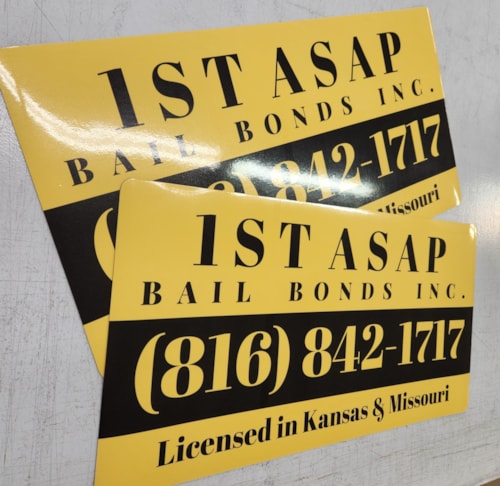 1ST ASAP
BAIL BONDS INC.
) 842-1717
Missouri
1ST ASAP
BAIL BONDS INC.
(816) 842-1717
Licensed in Kansas & Missouri